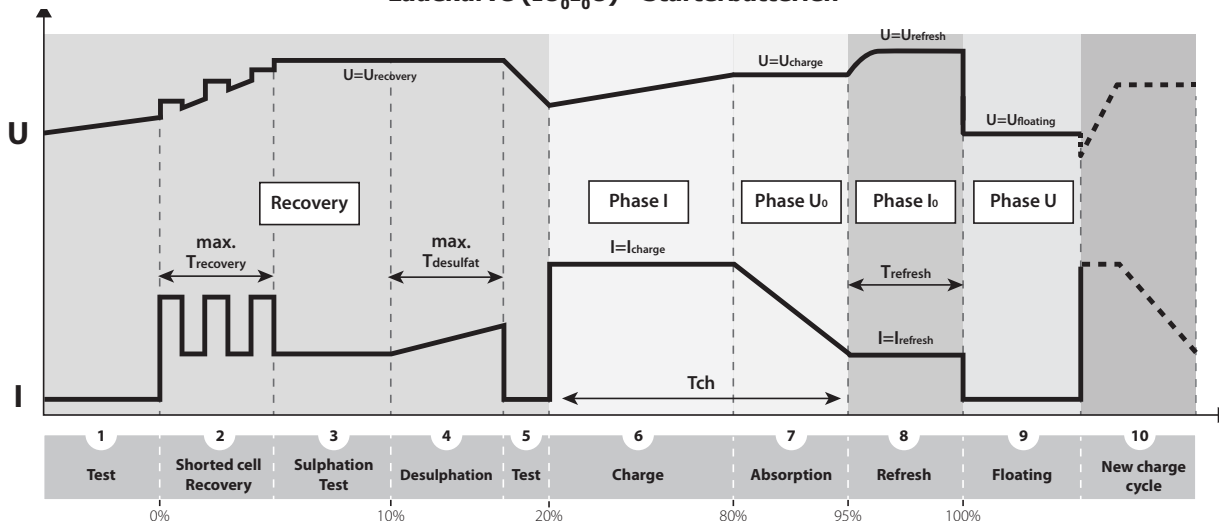 U=Urefresh
U=Urecovery
U=Ucharge
U=Ufloating
U
Recovery
Phase I
Phase U₀
Phase I₀
Phase U
max.
Trecovery
max.
Tdesulfat
I=Icharge
Trefresh
I=Irefresh
Tch
I
1 2 3 4 5 6 7 8 9 10
Test
Shorted cell
Recovery
Sulphation
Test
Desulphation
Test
Charge
Absorption
Refresh
Floating
New charge
cycle
0% 10% 20% 80% 95% 100%